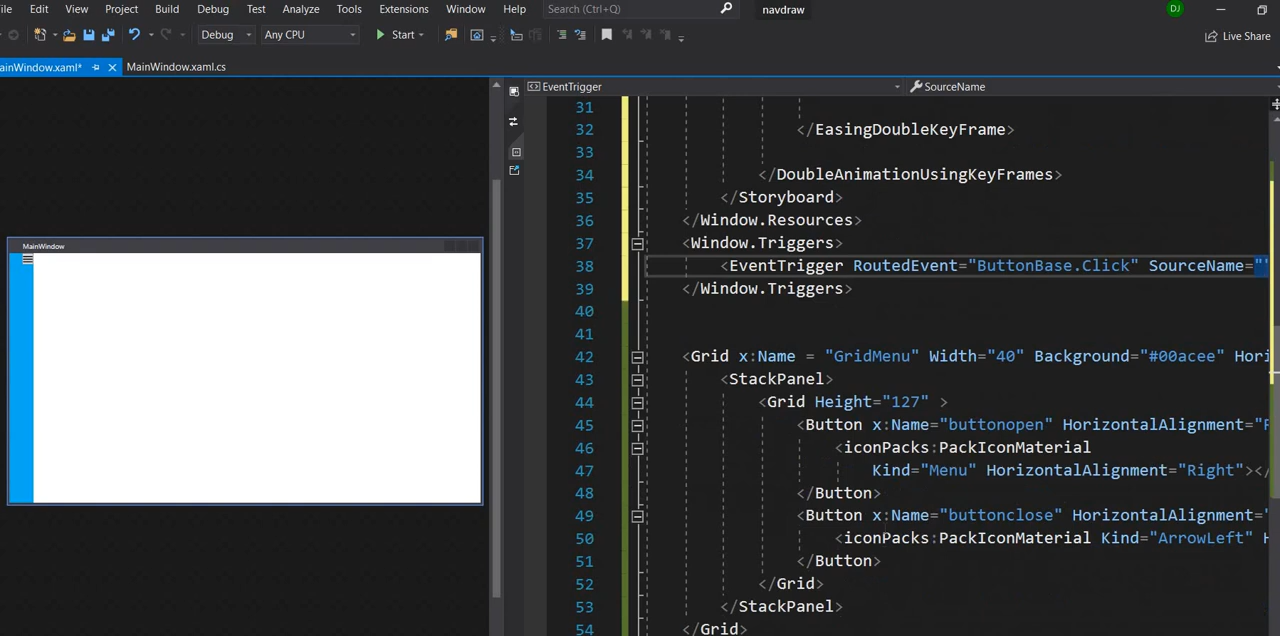 ile Edit View Project Build Debug Test Analyze Tools Extensions Window Help Search (Ctrl+Q) navdraw DJ
Debug Any CPU Start Live Share
ainWindow.xaml* MainWindow.xaml.cs
EventTrigger SourceName
31
32 </EasingDoubleKeyFrame>
33
34 </DoubleAnimationUsingKeyFrames>
35 </Storyboard>
36 </Window.Resources>
37 <Window.Triggers>
38 <EventTrigger RoutedEvent="ButtonBase.Click" SourceName=""
39 </Window.Triggers>
40
41
42 <Grid x:Name = "GridMenu" Width="40" Background="#00acee" Hori
43 <StackPanel>
44 <Grid Height="127" >
45 <Button x:Name="buttonopen" HorizontalAlignment="R
46 <iconPacks:PackIconMaterial
47 Kind="Menu" HorizontalAlignment="Right"></
48 </Button>
49 <Button x:Name="buttonclose" HorizontalAlignment="
50 <iconPacks:PackIconMaterial Kind="ArrowLeft" H
51 </Button>
52 </Grid>
53 </StackPanel>
54 </Grid>
MainWindow